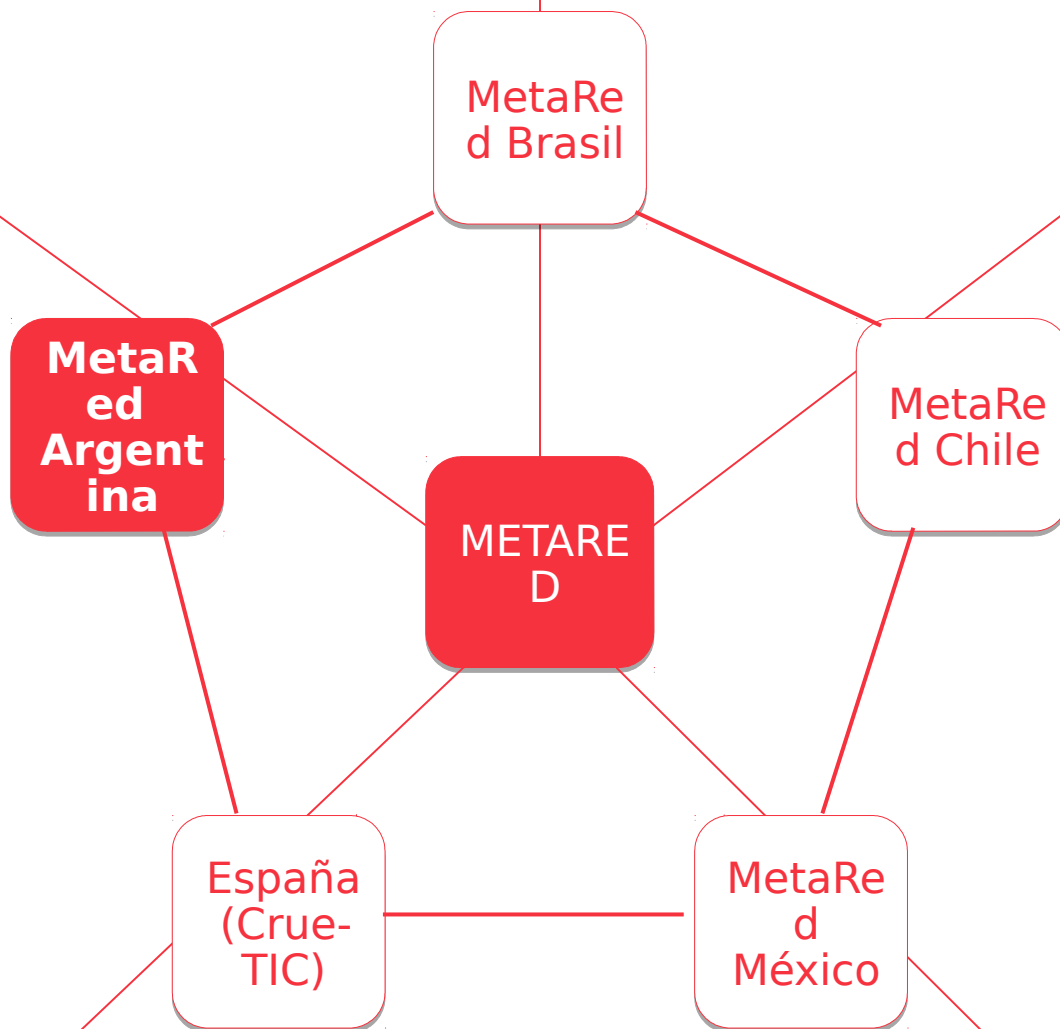 MetaRe
d Brasil
MetaR
ed
Argent
ina
MetaRe
d Chile
METARE
D
España
(Crue-
TIC)
MetaRe
d
México